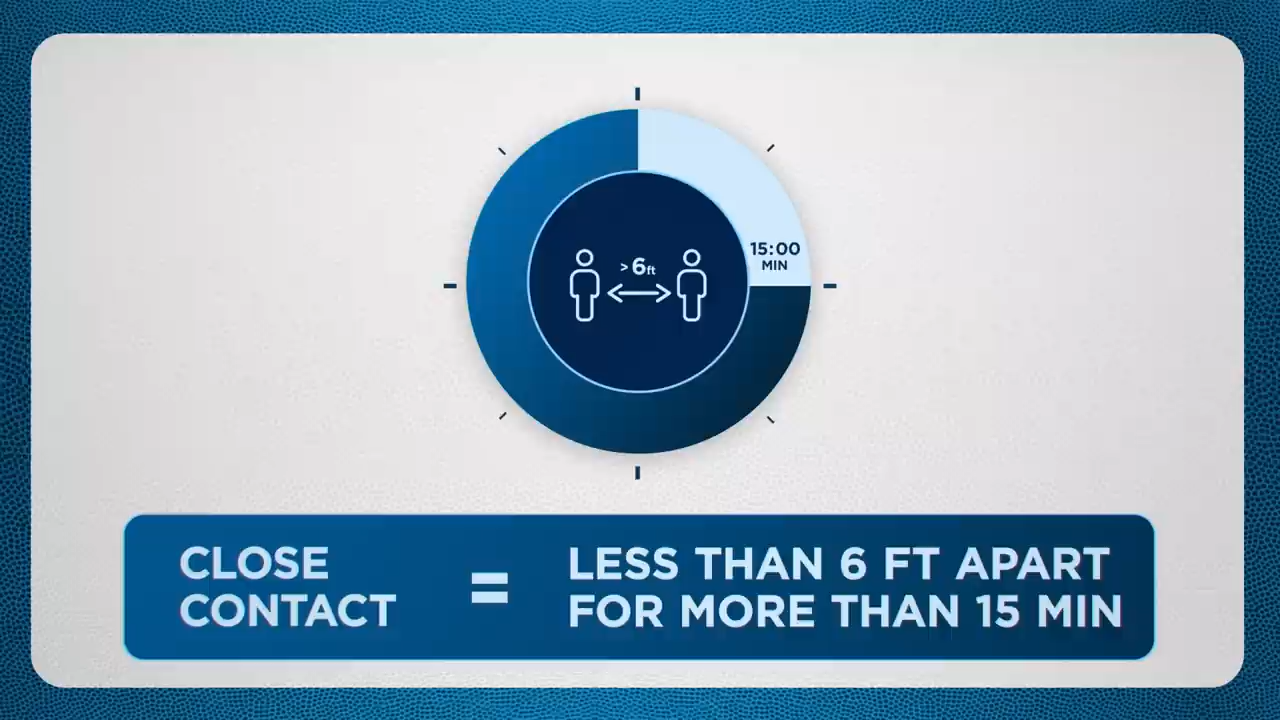 >6ft
15:00
MIN
CLOSE
CONTACT
=
LESS THAN 6 FT APART
FOR MORE THAN 15 MIN